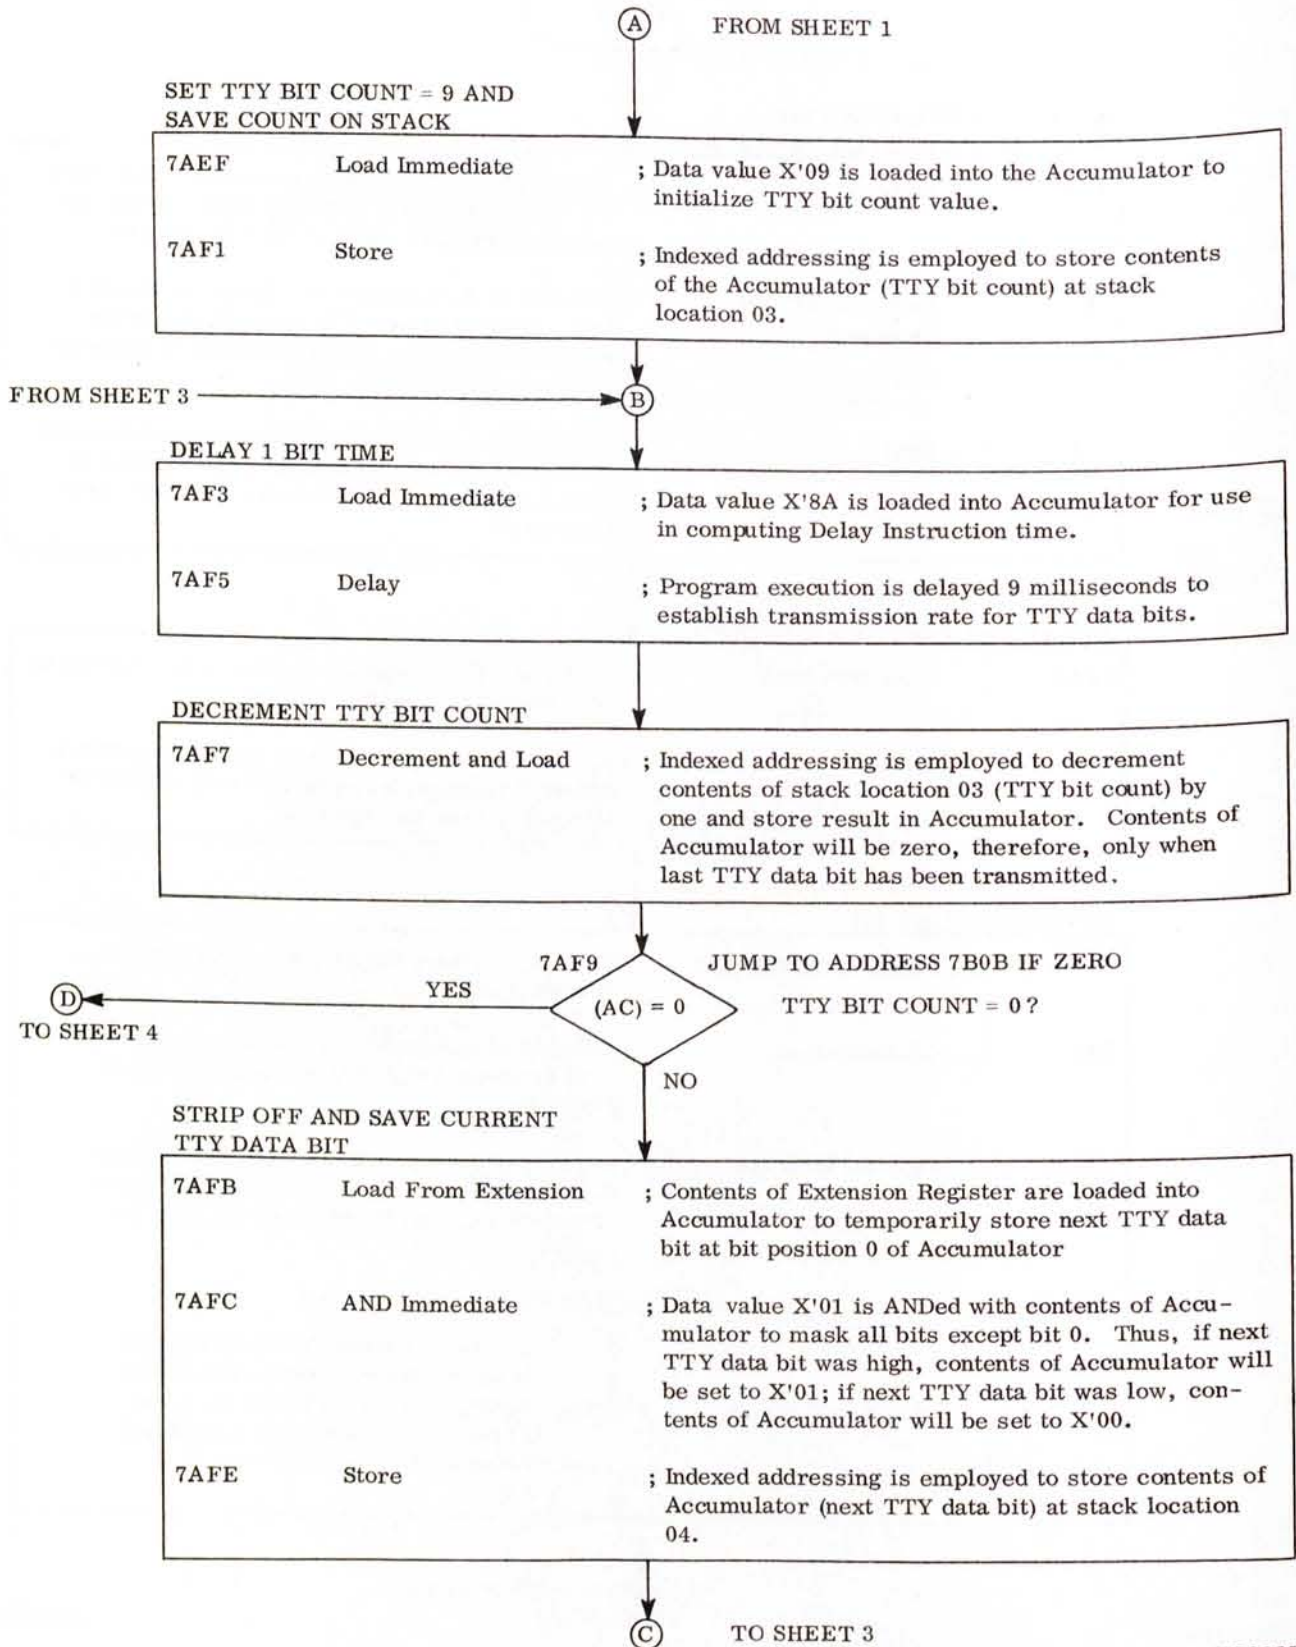 A FROM SHEET 1
SET TTY BIT COUNT = 9 AND
SAVE COUNT ON STACK
7AEF Load Immediate ; Data value X'09 is loaded into the Accumulator to
initialize TTY bit count value.
7AF1 Store ; Indexed addressing is employed to store contents
of the Accumulator (TTY bit count) at stack
location 03.
FROM SHEET 3 B
DELAY 1 BIT TIME
7AF3 Load Immediate ; Data value X'8A is loaded into Accumulator for use
in computing Delay Instruction time.
7AF5 Delay ; Program execution is delayed 9 milliseconds to
establish transmission rate for TTY data bits.
DECREMENT TTY BIT COUNT
7AF7 Decrement and Load ; Indexed addressing is employed to decrement
contents of stack location 03 (TTY bit count) by
one and store result in Accumulator. Contents of
Accumulator will be zero, therefore, only when
last TTY data bit has been transmitted.
7AF9 JUMP TO ADDRESS 7B0B IF ZERO
D YES (AC) = 0 TTY BIT COUNT = 0 ?
TO SHEET 4
NO
STRIP OFF AND SAVE CURRENT
TTY DATA BIT
7AFB Load From Extension ; Contents of Extension Register are loaded into
Accumulator to temporarily store next TTY data
bit at bit position 0 of Accumulator
7AFC AND Immediate ; Data value X'01 is ANDed with contents of Accu-
mulator to mask all bits except bit 0. Thus, if next
TTY data bit was high, contents of Accumulator will
be set to X'01; if next TTY data bit was low, con-
tents of Accumulator will be set to X'00.
7AFE Store ; Indexed addressing is employed to store contents of
Accumulator (next TTY data bit) at stack location
04.
C TO SHEET 3